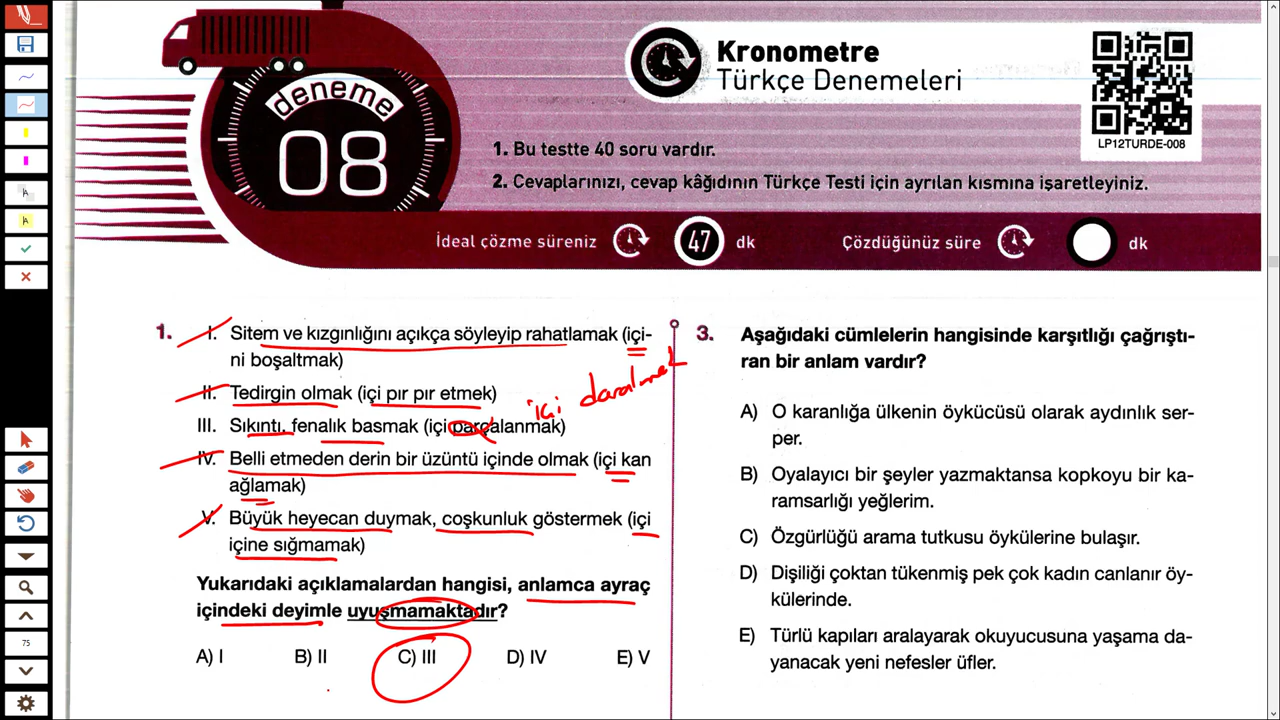 deneme
08
Kronometre
Türkçe Denemeleri
LP12TURDE-008
1. Bu testte 40 soru vardır.
2. Cevaplarınızı, cevap kâğıdının Türkçe Testi için ayrılan kısmına işaretleyiniz.
İdeal çözme süreniz 47 dk Çözdüğünüz süre dk
1. I. Sitem ve kızgınlığını açıkça söyleyip rahatlamak (içi-
ni boşaltmak)
II. Tedirgin olmak (içi pır pır etmek)
III. Sıkıntı, fenalık basmak (içi parçalanmak)
içi daralmak
IV. Belli etmeden derin bir üzüntü içinde olmak (içi kan
ağlamak)
V. Büyük heyecan duymak, coşkunluk göstermek (içi
içine sığmamak)
Yukarıdaki açıklamalardan hangisi, anlamca ayraç
içindeki deyimle uyuşmamaktadır?
A) I B) II C) III D) IV E) V
3. Aşağıdaki cümlelerin hangisinde karşıtlığı çağrıştı-
ran bir anlam vardır?
A) O karanlığa ülkenin öykücüsü olarak aydınlık ser-
per.
B) Oyalayıcı bir şeyler yazmaktansa kopkoyu bir ka-
ramsarlığı yeğlerim.
C) Özgürlüğü arama tutkusu öykülerine bulaşır.
D) Dişiliği çoktan tükenmiş pek çok kadın canlanır öy-
külerinde.
E) Türlü kapıları aralayarak okuyucusuna yaşama da-
yanacak yeni nefesler üfler.
75